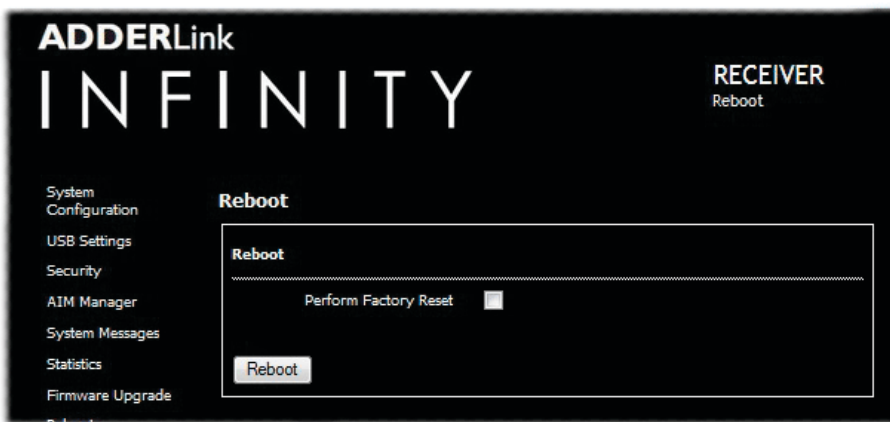 ADDERLink
INFINITY
RECEIVER
Reboot
System
Configuration
USB Settings
Security
AIM Manager
System Messages
Statistics
Firmware Upgrade
Reboot
Reboot
Perform Factory Reset
Reboot